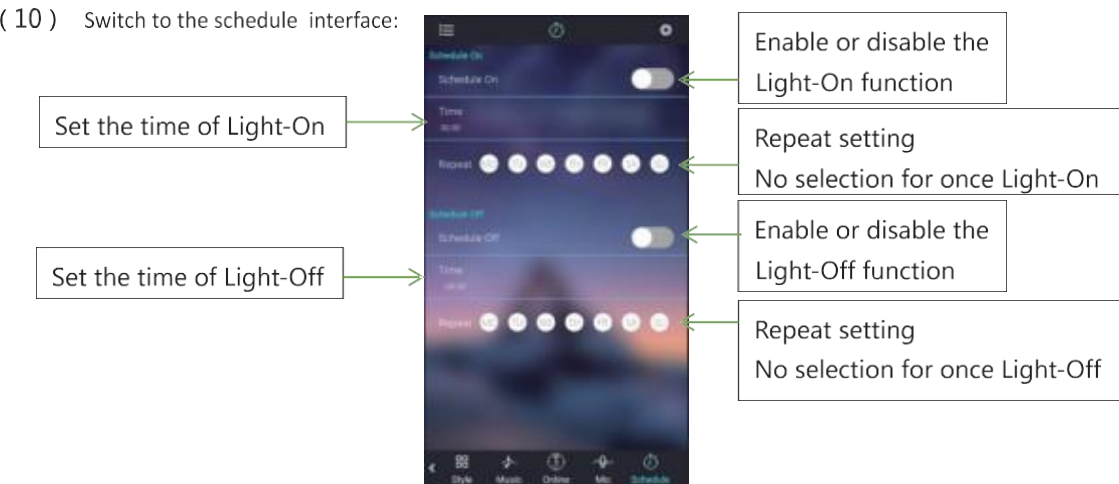 ( 10 ) Switch to the schedule interface:
Enable or disable the
Light-On function
Set the time of Light-On
Repeat setting
No selection for once Light-On
Enable or disable the
Light-Off function
Set the time of Light-Off
Repeat setting
No selection for once Light-Off
Schedule On
Schedule On
Time
Repeat
Schedule Off
Schedule Off
Time
Repeat
Style Music Online Mic Schedule